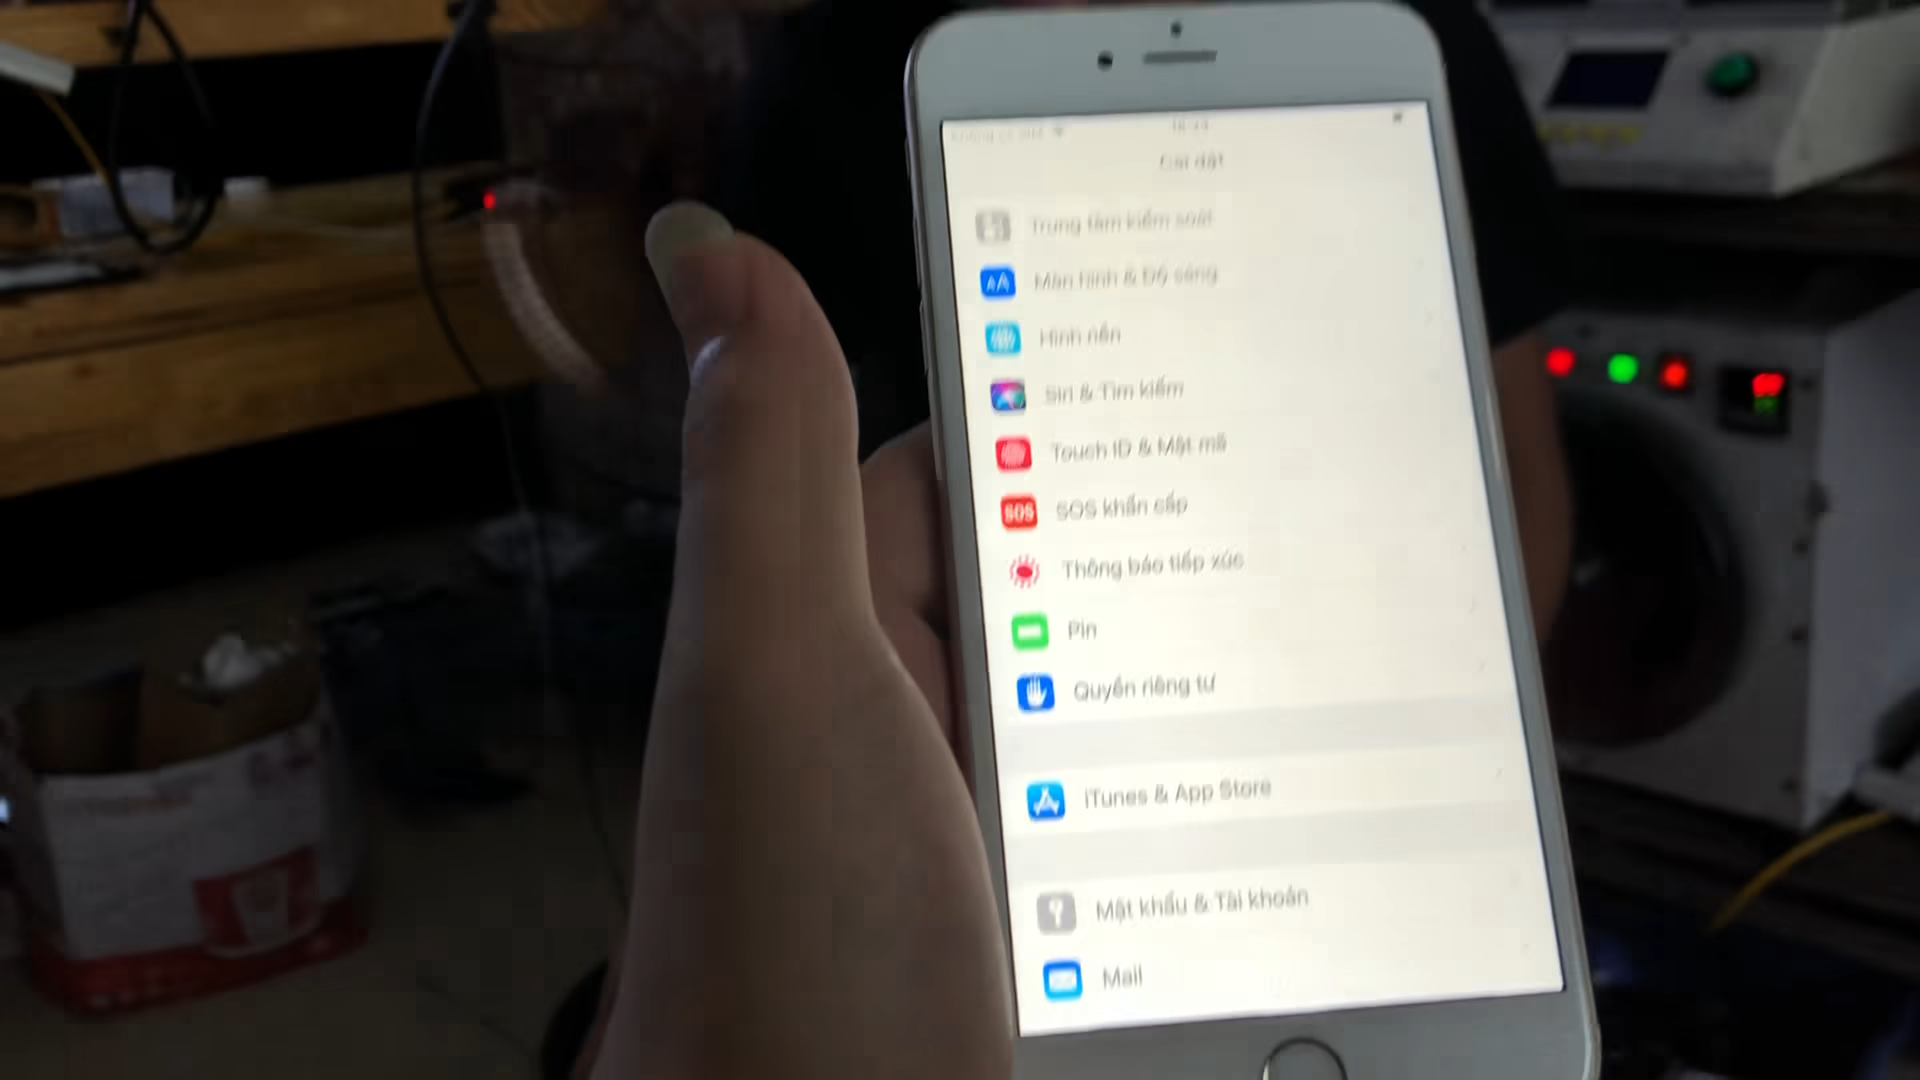 Cài đặt
Trung tâm kiểm soát
AA Màn hình & Độ sáng
Hình nền
Siri & Tìm kiếm
Touch ID & Mật mã
SOS SOS khẩn cấp
Thông báo tiếp xúc
Pin
Quyền riêng tư
iTunes & App Store
Mật khẩu & Tài khoản
Mail